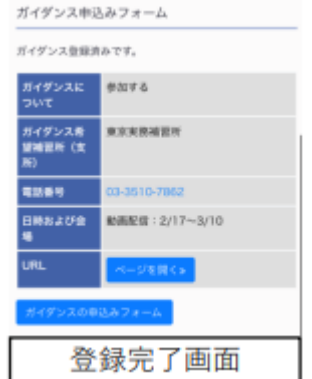 ガイダンス申込みフォーム
ガイダンス登録済みです。
ガイダンスに
ついて
参加する
ガイダンス希
望補習所（支
所）
東京実務補習所
電話番号
03-3510-7862
日時および会
場
動画配信：2/17～3/10
URL
ページを開く»
ガイダンスの申込みフォーム
登録完了画面